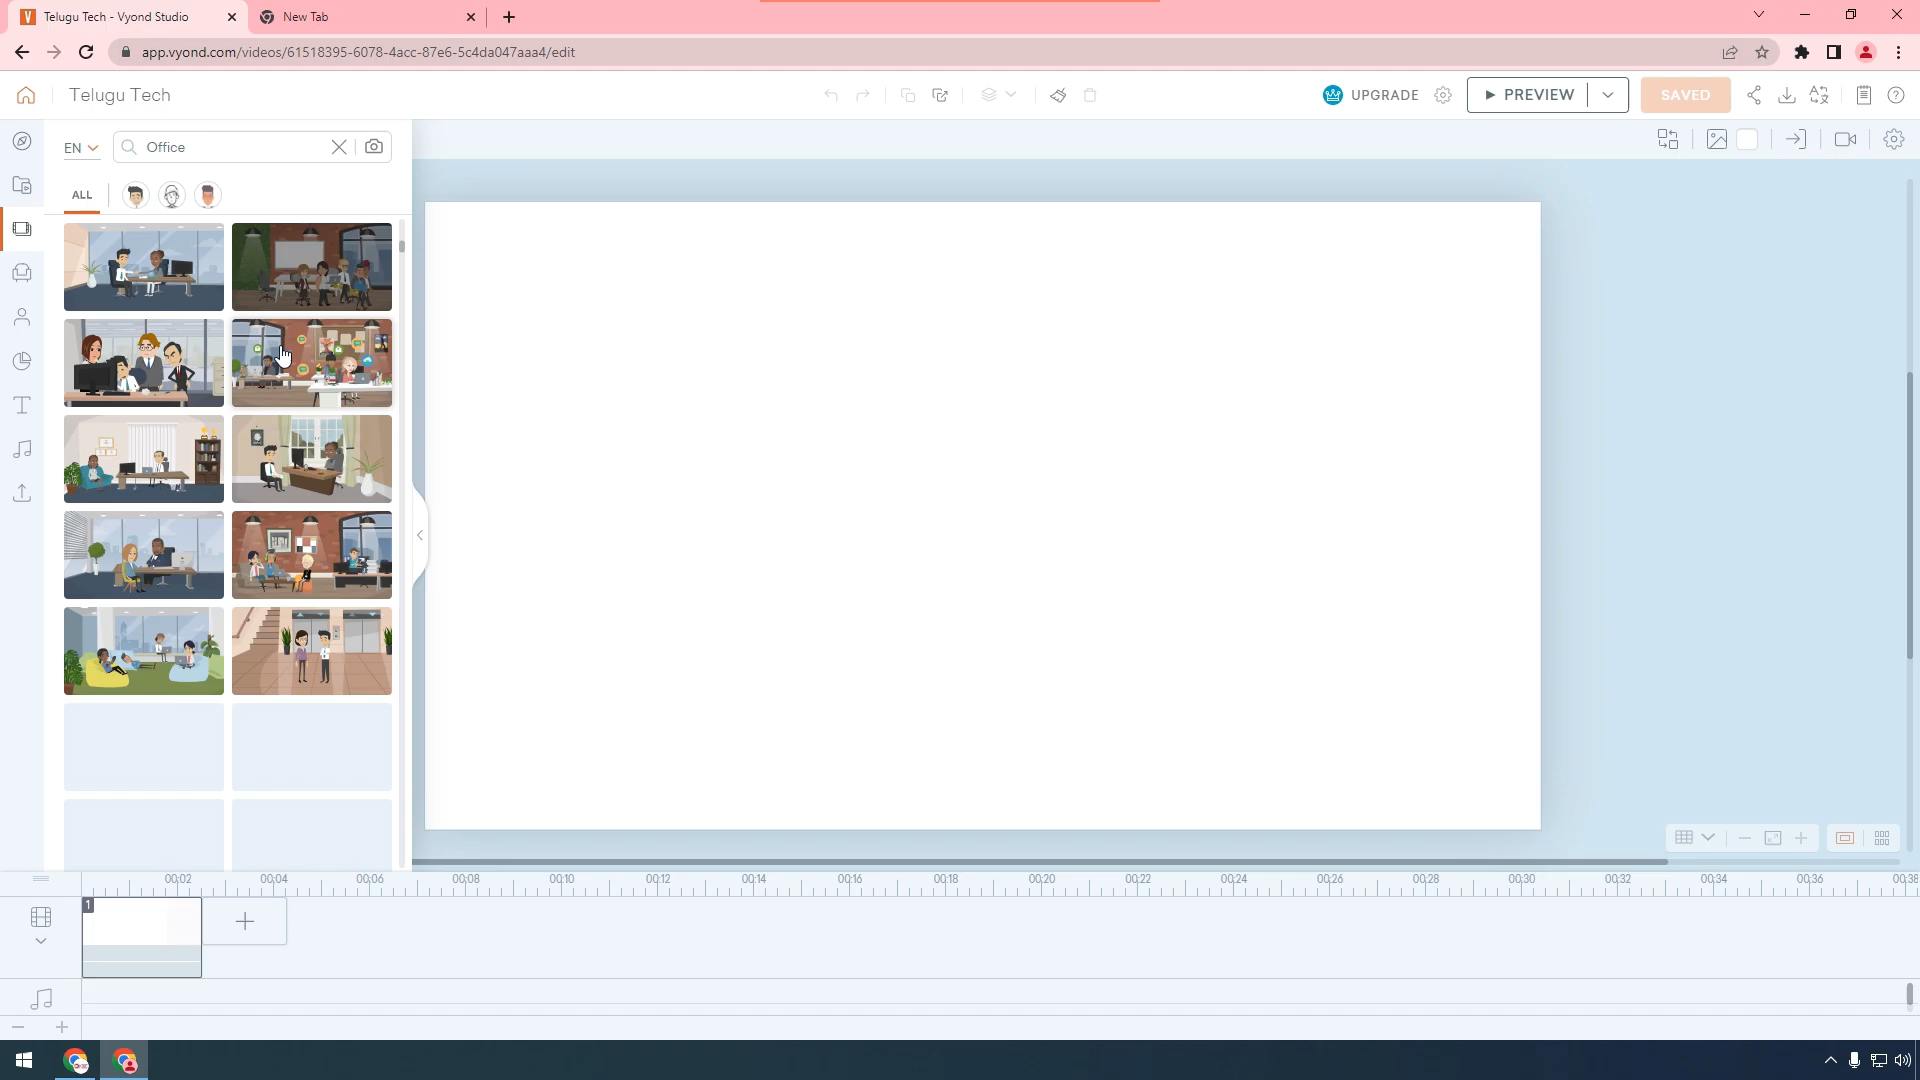 Telugu Tech - Vyond Studio
New Tab
app.vyond.com/videos/61518395-6078-4acc-87e6-5c4da047aaa4/edit
Telugu Tech
UPGRADE
PREVIEW
SAVED
EN
Office
ALL
00:02 00:04 00:06 00:08 00:10 00:12 00:14 00:16 00:18 00:20 00:22 00:24 00:26 00:28 00:30 00:32 00:34 00:36 00:38
1